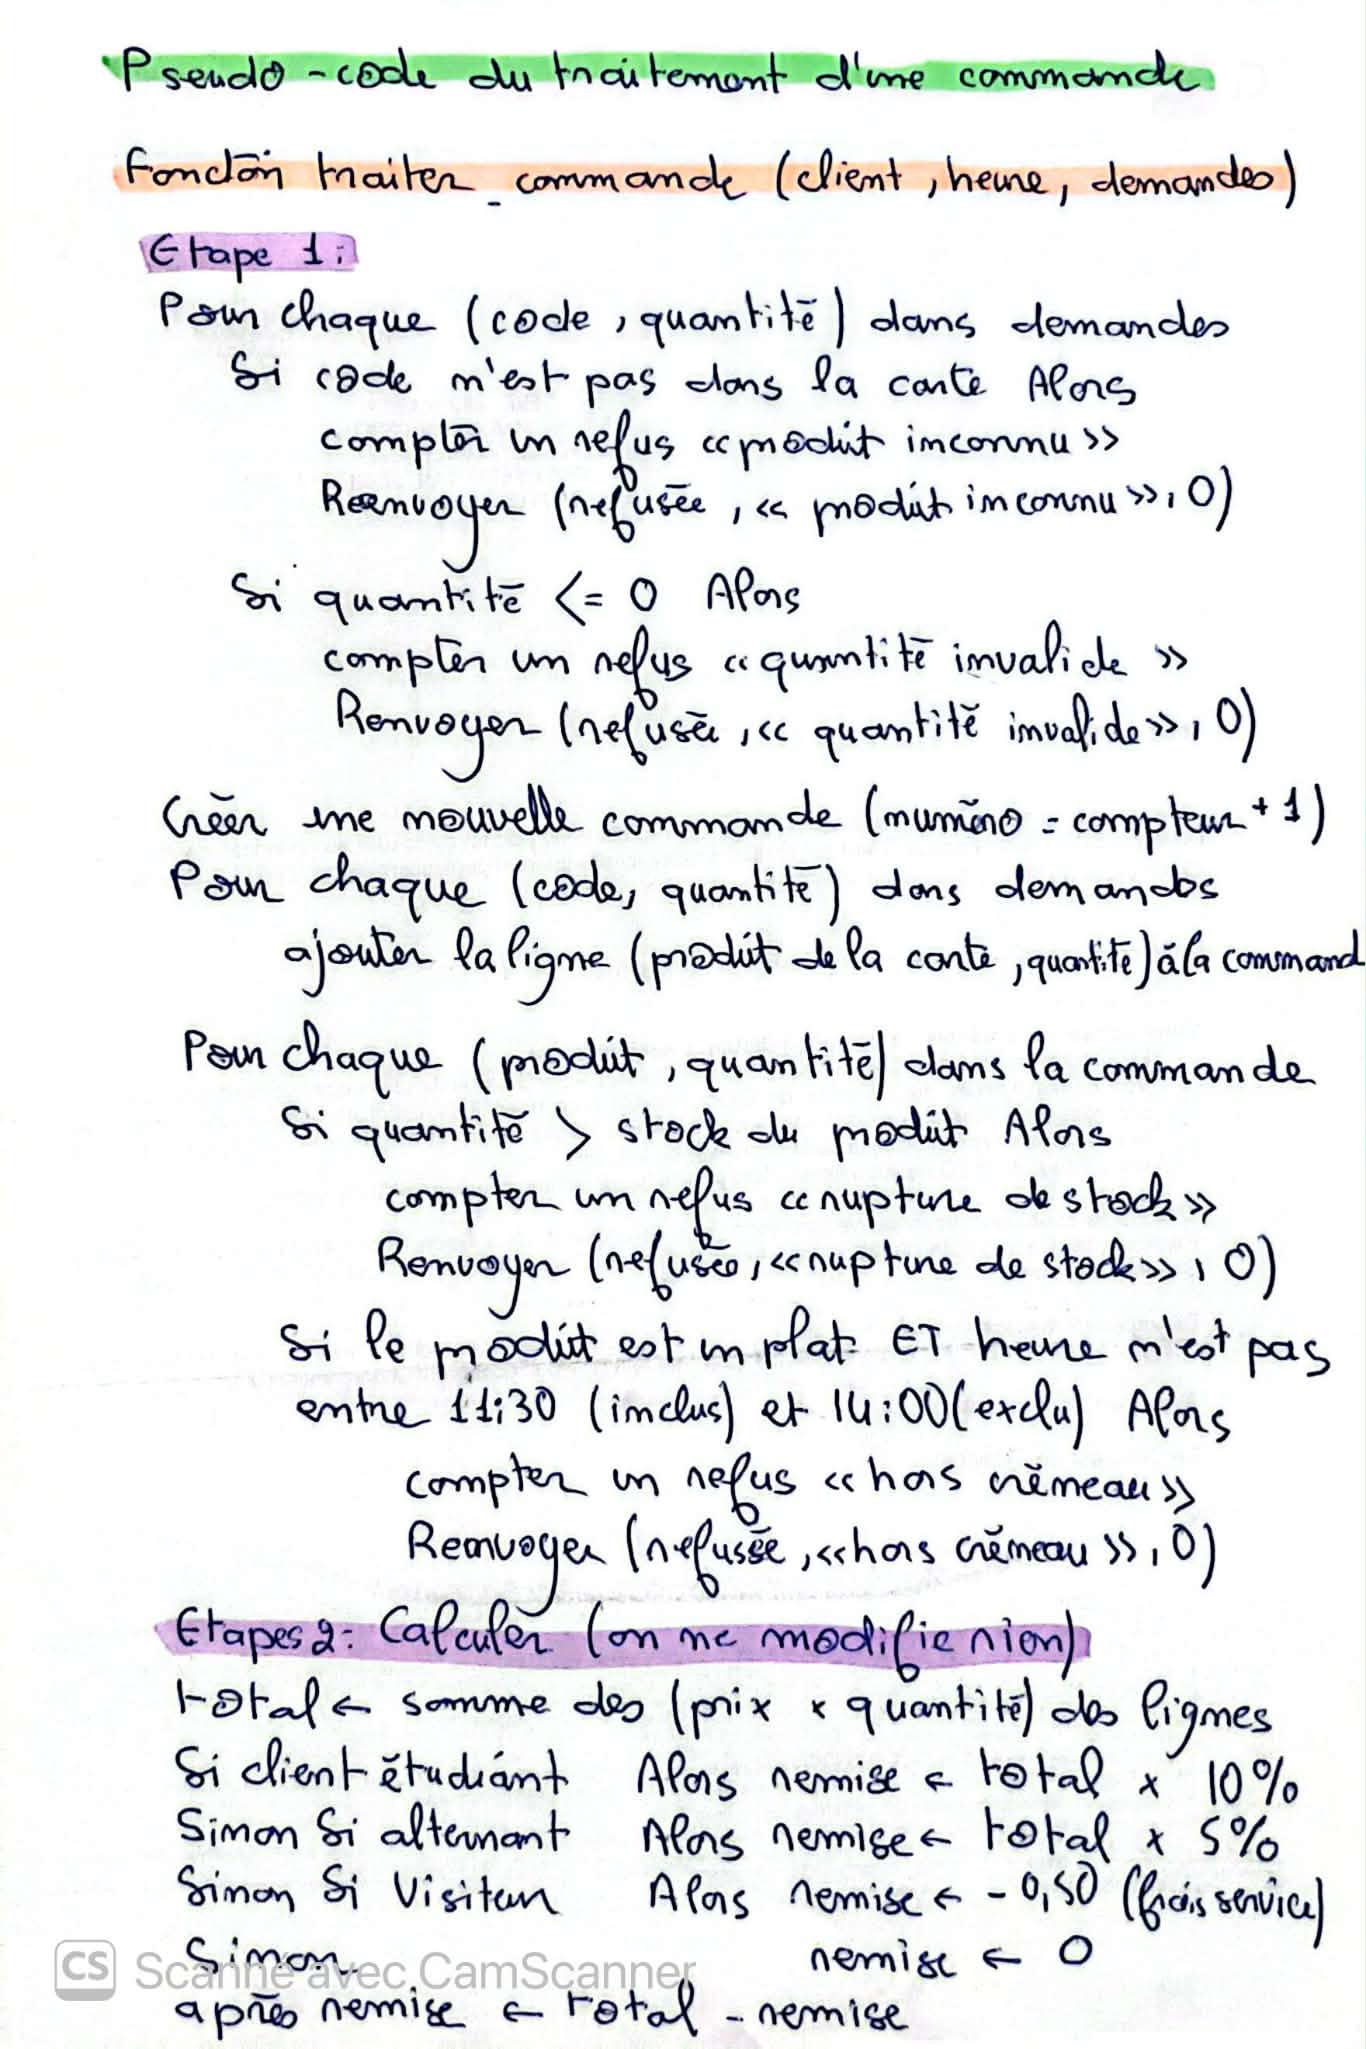 Pseudo-code du traitement d'une commande
Fonction traiter_commande (client, heure, demandes)
Etape 1:
Pour chaque (code, quantité) dans demandes
Si code n'est pas dans la carte Alors
compter un refus « produit inconnu »
Reenvoyer (refusée, « produit inconnu », 0)
Si quantité <= 0 Alors
compter un refus « quantité invalide »
Renvoyer (refusée, « quantité invalide », 0)
Créer une nouvelle commande (numéro = compteur + 1)
Pour chaque (code, quantité) dans demandes
ajouter la ligne (produit de la carte, quantité) à la command
Pour chaque (produit, quantité) dans la commande
Si quantité > stock du produit Alors
compter un refus « rupture de stock »
Renvoyer (refusée, « rupture de stock », 0)
Si le produit est un plat ET heure n'est pas
entre 11:30 (inclus) et 14:00 (exclu) Alors
compter un refus « hors créneau »
Renvoyer (refussée, « hors créneau », 0)
Etapes 2: Calculer (on ne modifie rien)
total ← somme des (prix x quantité) des lignes
Si client étudiant Alors remise ← total x 10%
Sinon Si alternant Alors remise ← total x 5%
Sinon Si Visiteur Alors remise ← -0,50 (frais service)
Sinon remise ← 0
CS Scanné avec CamScanner
après remise ← total - remise